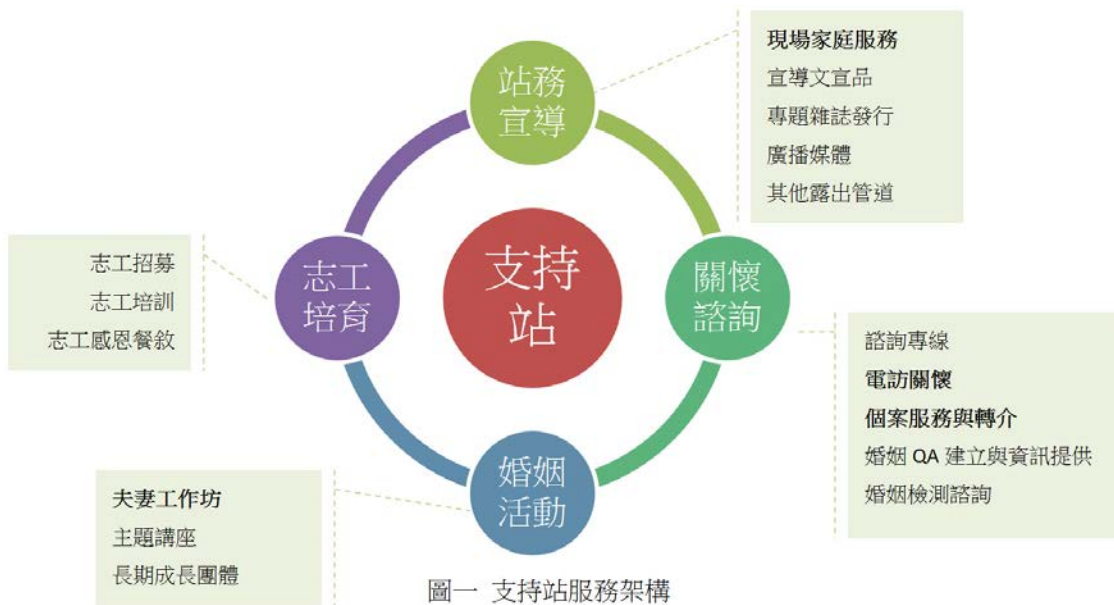 站務
宣導
現場家庭服務
宣導文宣品
專題雜誌發行
廣播媒體
其他露出管道
志工招募
志工培訓
志工感恩餐敘
志工
培育
支持
站
關懷
諮詢
諮詢專線
電訪關懷
個案服務與轉介
婚姻 QA 建立與資訊提供
婚姻檢測諮詢
婚姻
活動
夫妻工作坊
主題講座
長期成長團體
圖一 支持站服務架構